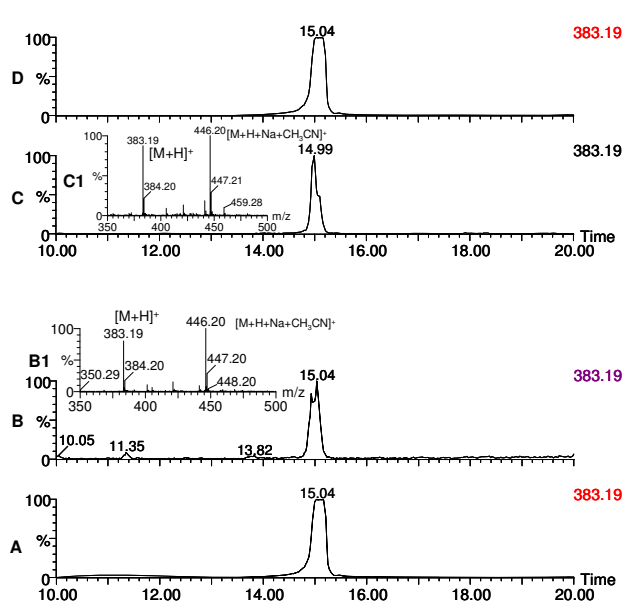 15.04 383.19
100
D %
0
446.20 [M+H+Na+CH₃CN]⁺
100 383.19 [M+H]⁺ 14.99 383.19
100
C1 % 384.20 447.21
C % 459.28
0 m/z
350 400 450 500
0 Time
10.00 12.00 14.00 16.00 18.00 20.00
[M+H]⁺ 446.20 [M+H+Na+CH₃CN]⁺
100 383.19
B1 % 350.29 384.20 447.20
448.20
0 m/z
350 400 450 500
15.04 383.19
100
B %
10.05 11.35 13.82
0
15.04 383.19
100
A %
0 Time
10.00 12.00 14.00 16.00 18.00 20.00